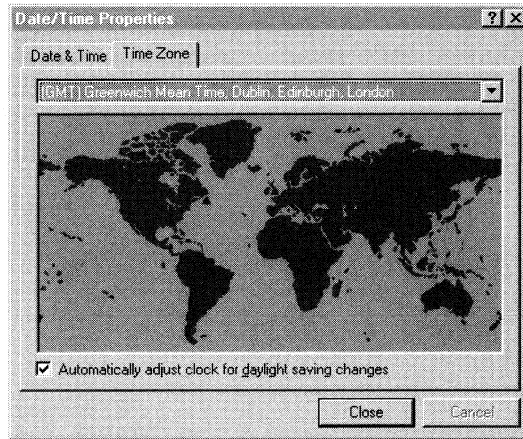 Date/Time Properties
Date & Time
Time Zone
(GMT) Greenwich Mean Time, Dublin, Edinburgh, London
Automatically adjust clock for daylight saving changes
Close
Cancel